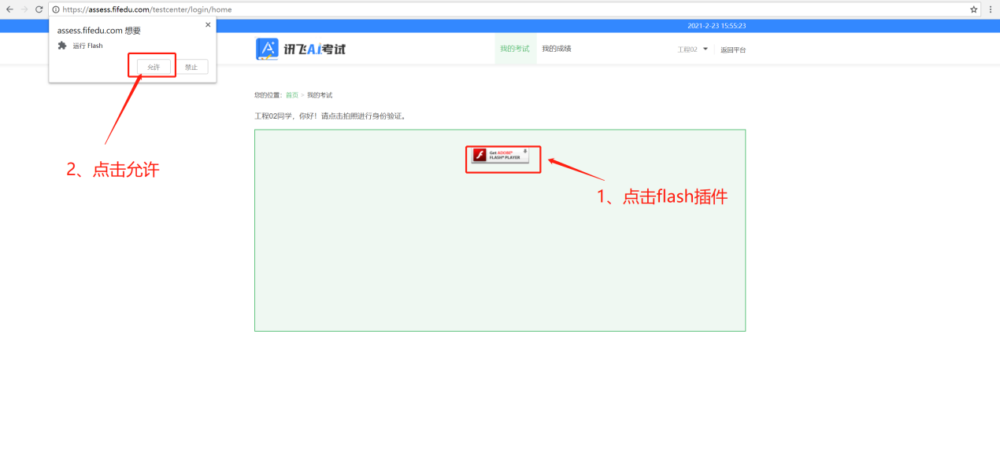 https://assess.fifedu.com/testcenter/login/home
assess.fifedu.com 想要
运行 Flash
允许
禁止
2021-2-23 15:55:23
讯飞A.i.考试
我的考试
我的成绩
工程02
返回平台
您的位置: 首页 > 我的考试
工程02同学，你好！请点击拍照进行身份验证。
Get ADOBE®
FLASH® PLAYER
1、点击flash插件
2、点击允许